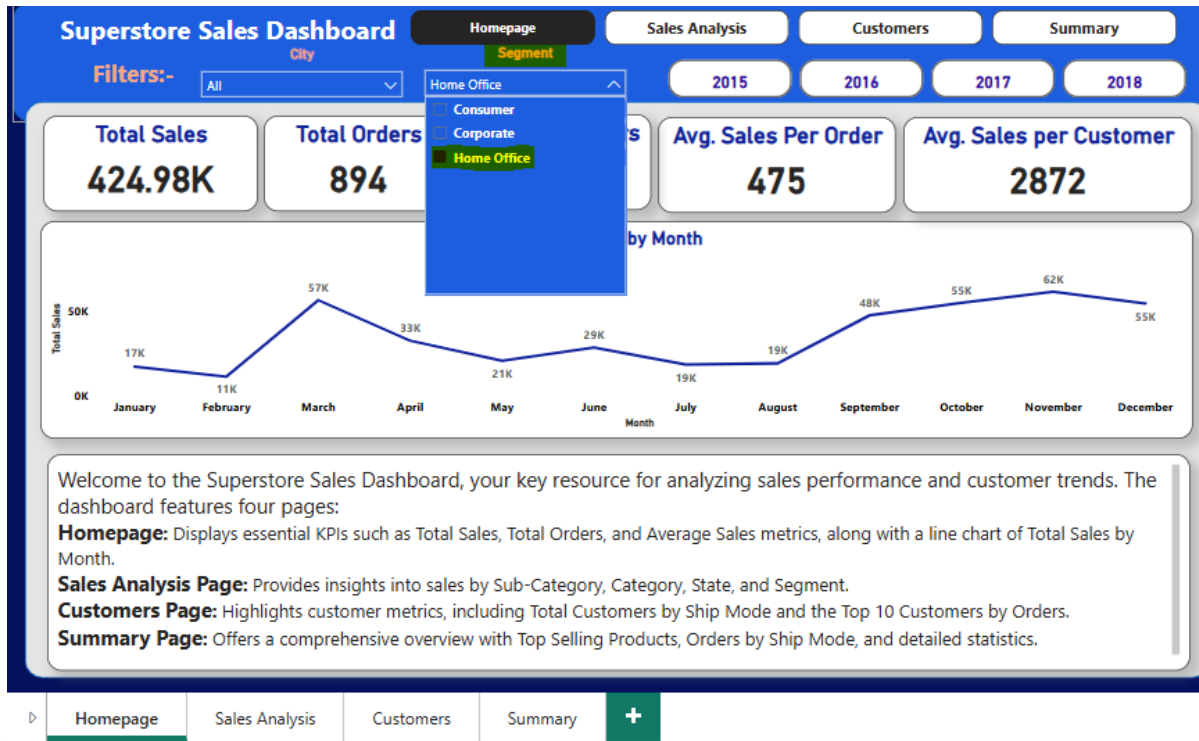 Superstore Sales Dashboard
Homepage
Sales Analysis
Customers
Summary
Filters:-
City
All
Segment
Home Office
Consumer
Corporate
Home Office
2015
2016
2017
2018
Total Sales
424.98K
Total Orders
894
s
Avg. Sales Per Order
475
Avg. Sales per Customer
2872
by Month
Total Sales
50K
0K
17K
11K
57K
33K
21K
29K
19K
19K
48K
55K
62K
55K
January
February
March
April
May
June
July
August
September
October
November
December
Month
Welcome to the Superstore Sales Dashboard, your key resource for analyzing sales performance and customer trends. The
dashboard features four pages:
Homepage: Displays essential KPIs such as Total Sales, Total Orders, and Average Sales metrics, along with a line chart of Total Sales by
Month.
Sales Analysis Page: Provides insights into sales by Sub-Category, Category, State, and Segment.
Customers Page: Highlights customer metrics, including Total Customers by Ship Mode and the Top 10 Customers by Orders.
Summary Page: Offers a comprehensive overview with Top Selling Products, Orders by Ship Mode, and detailed statistics.
Homepage
Sales Analysis
Customers
Summary
+